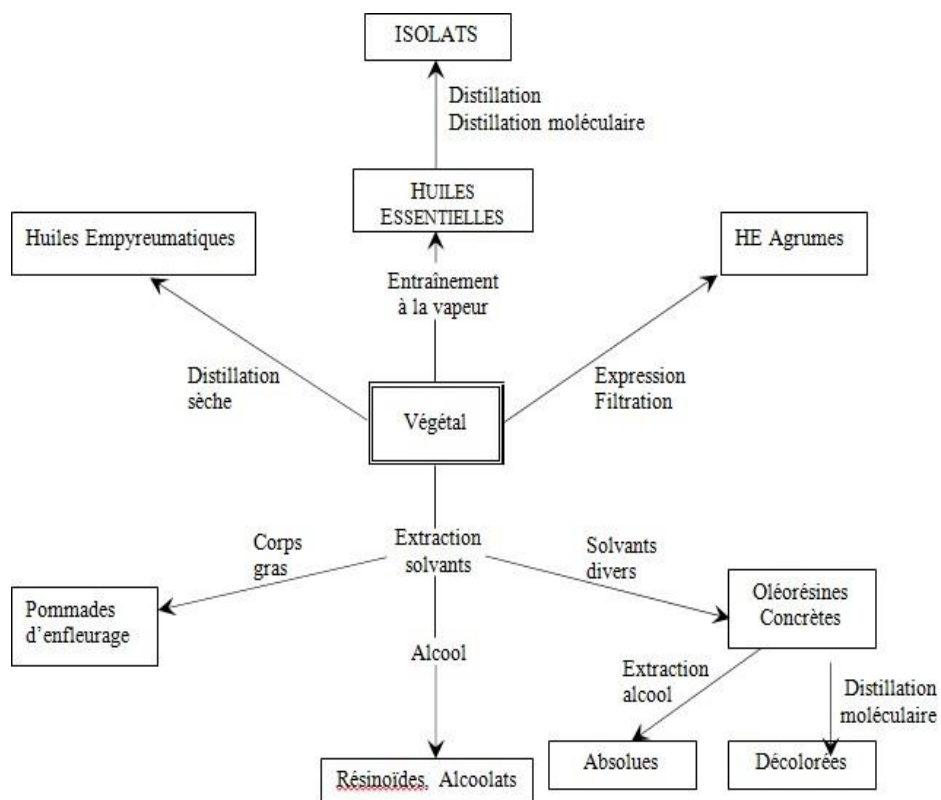 ISOLATS
Distillation
Distillation moléculaire
HUILES
ESSENTIELLES
Huiles Empyreumatiques
HE Agrumes
Entraînement
à la vapeur
Distillation
sèche
Expression
Filtration
Végétal
Corps
gras
Extraction
solvants
Solvants
divers
Pommades
d'enfleurage
Oléorésines
Concrètes
Alcool
Extraction
alcool
Distillation
moléculaire
Résinoïdes, Alcoolats
Absolues
Décolorées